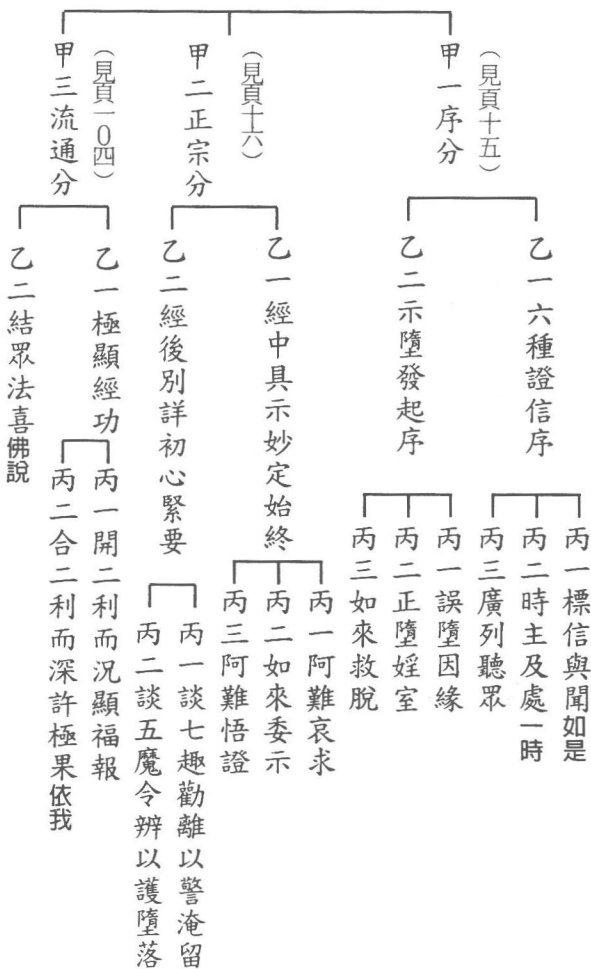 （見頁十五）
甲一序分
乙一六種證信序
丙一標信與聞如是
丙二時主及處一時
丙三廣列聽眾
乙二示墮發起序
丙一誤墮因緣
丙二正墮婬室
丙三如來救脫
（見頁十六）
甲二正宗分
乙一經中具示妙定始終
丙一阿難哀求
丙二如來委示
丙三阿難悟證
乙二經後別詳初心緊要
丙一談七趣勸離以警淹留
丙二談五魔令辨以護墮落
（見頁一0四）
甲三流通分
乙一極顯經功
丙一開二利而況顯福報
丙二合二利而深許極果依我
乙二結眾法喜佛說